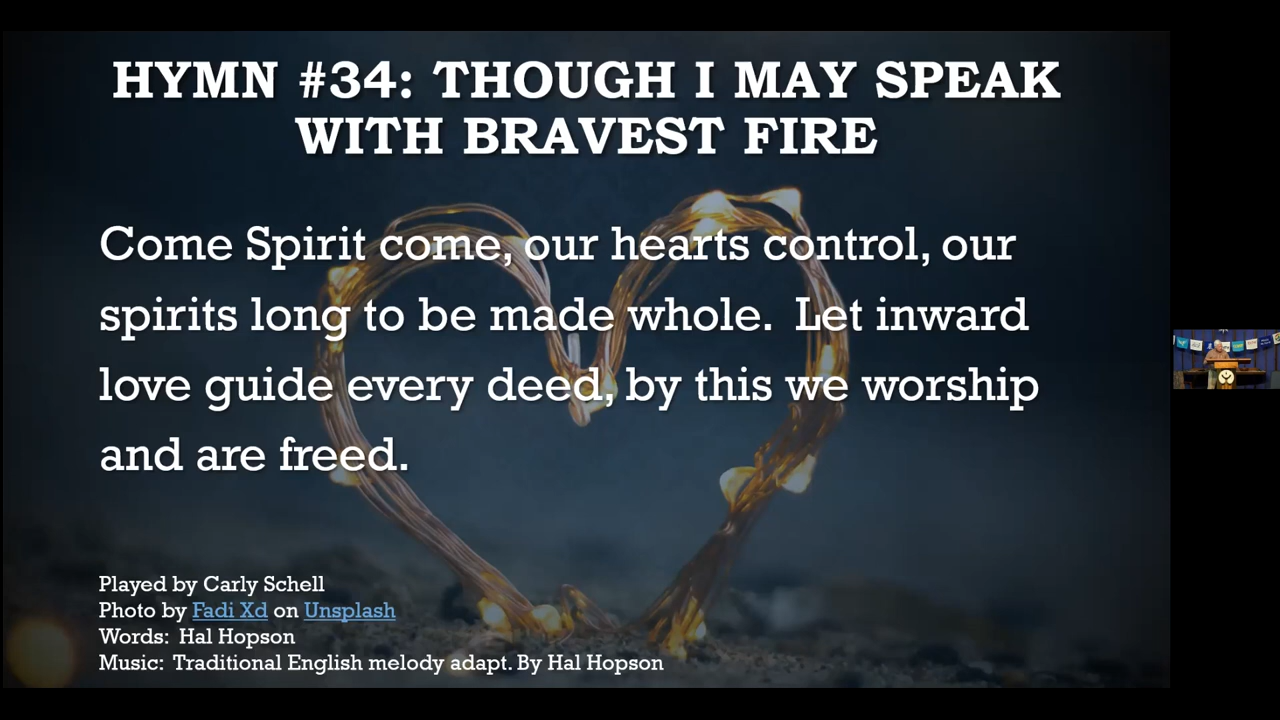 HYMN #34: THOUGH I MAY SPEAK
WITH BRAVEST FIRE
Come Spirit come, our hearts control, our
spirits long to be made whole.  Let inward
love guide every deed, by this we worship
and are freed.
Played by Carly Schell
Photo by Fadi Xd on Unsplash
Words:  Hal Hopson
Music:  Traditional English melody adapt. By Hal Hopson